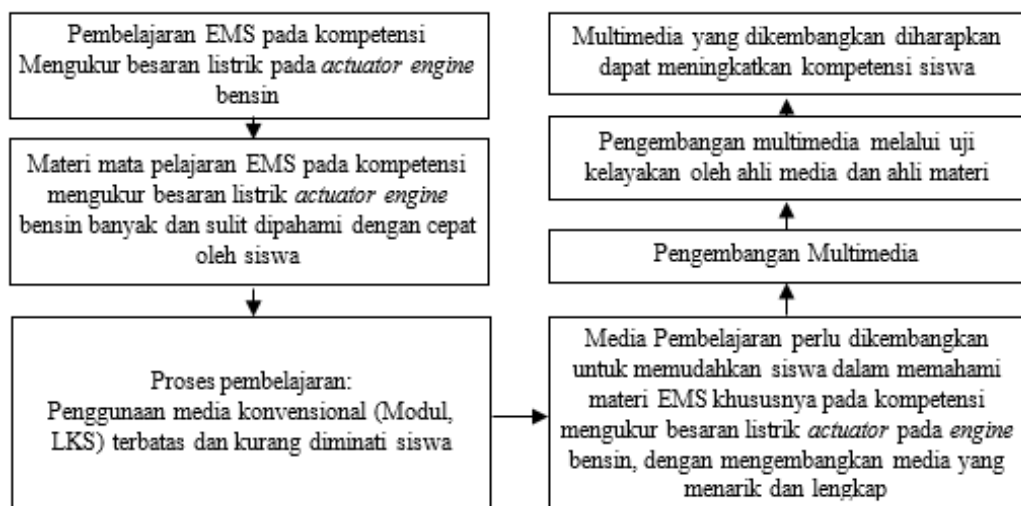 Pembelajaran EMS pada kompetensi
Mengukur besaran listrik pada actuator engine
bensin
Materi mata pelajaran EMS pada kompetensi
mengukur besaran listrik actuator engine
bensin banyak dan sulit dipahami dengan cepat
oleh siswa
Proses pembelajaran:
Penggunaan media konvensional (Modul,
LKS) terbatas dan kurang diminati siswa
Media Pembelajaran perlu dikembangkan
untuk memudahkan siswa dalam memahami
materi EMS khususnya pada kompetensi
mengukur besaran listrik actuator pada engine
bensin, dengan mengembangkan media yang
menarik dan lengkap
Pengembangan Multimedia
Pengembangan multimedia melalui uji
kelayakan oleh ahli media dan ahli materi
Multimedia yang dikembangkan diharapkan
dapat meningkatkan kompetensi siswa